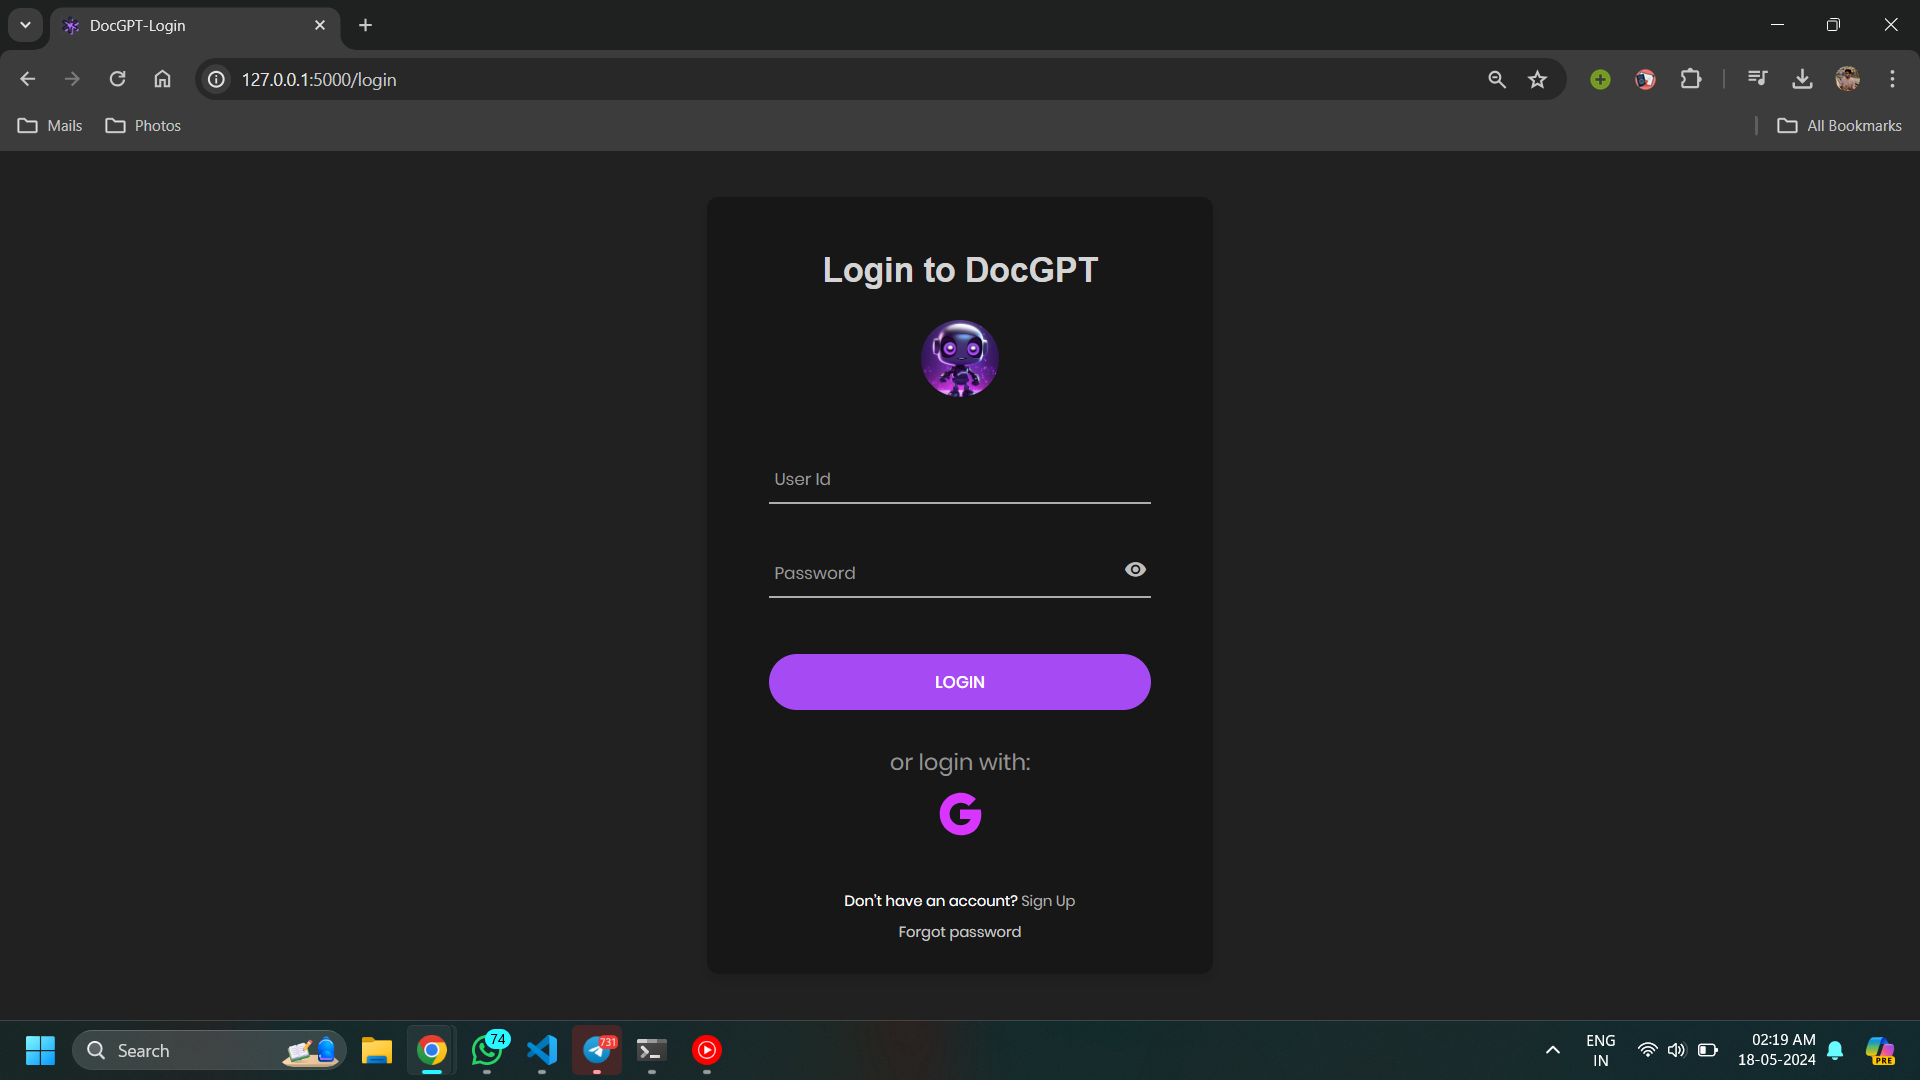 DocGPT-Login
127.0.0.1:5000/login
Mails
Photos
All Bookmarks
Login to DocGPT
User Id
Password
LOGIN
or login with:
G
Don't have an account? Sign Up
Forgot password
Search
74
731
ENG
IN
02:19 AM
18-05-2024
PRE